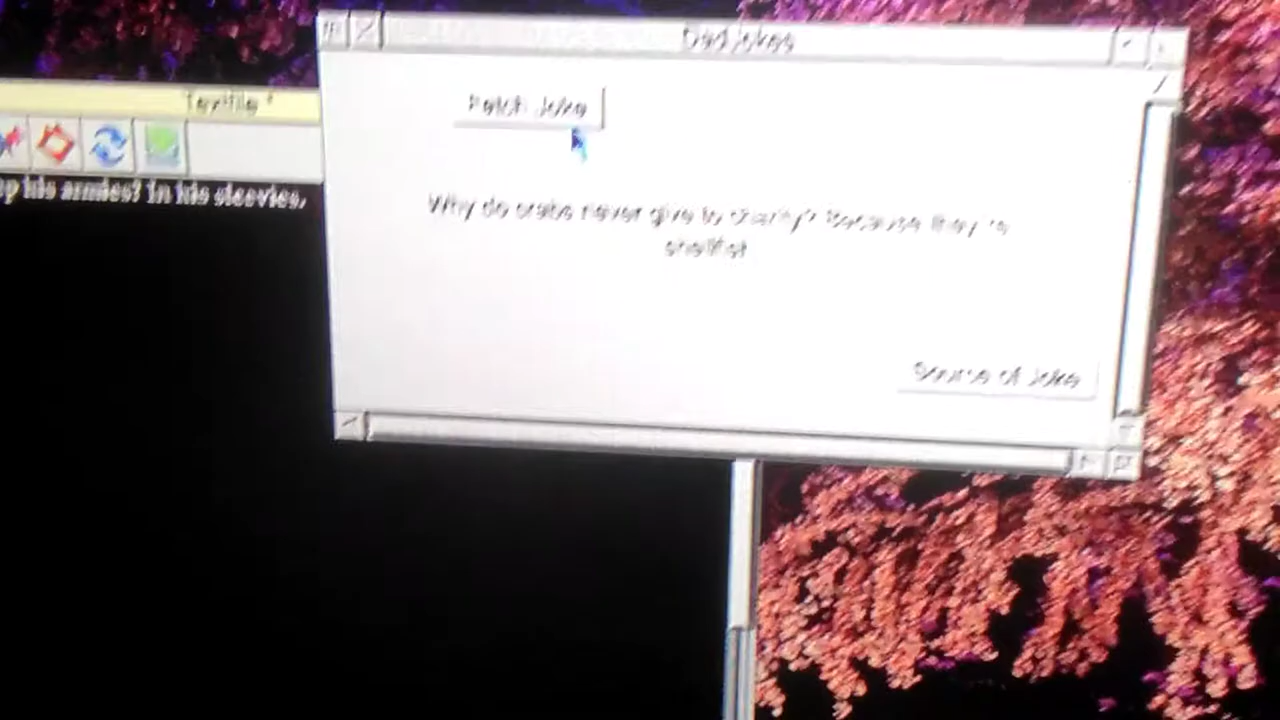 Dad Jokes
Fetch Joke
TextFile *
p his armies? In his sleevies.
Why do crabs never give to charity? Because they're
shellfish
Source of Joke